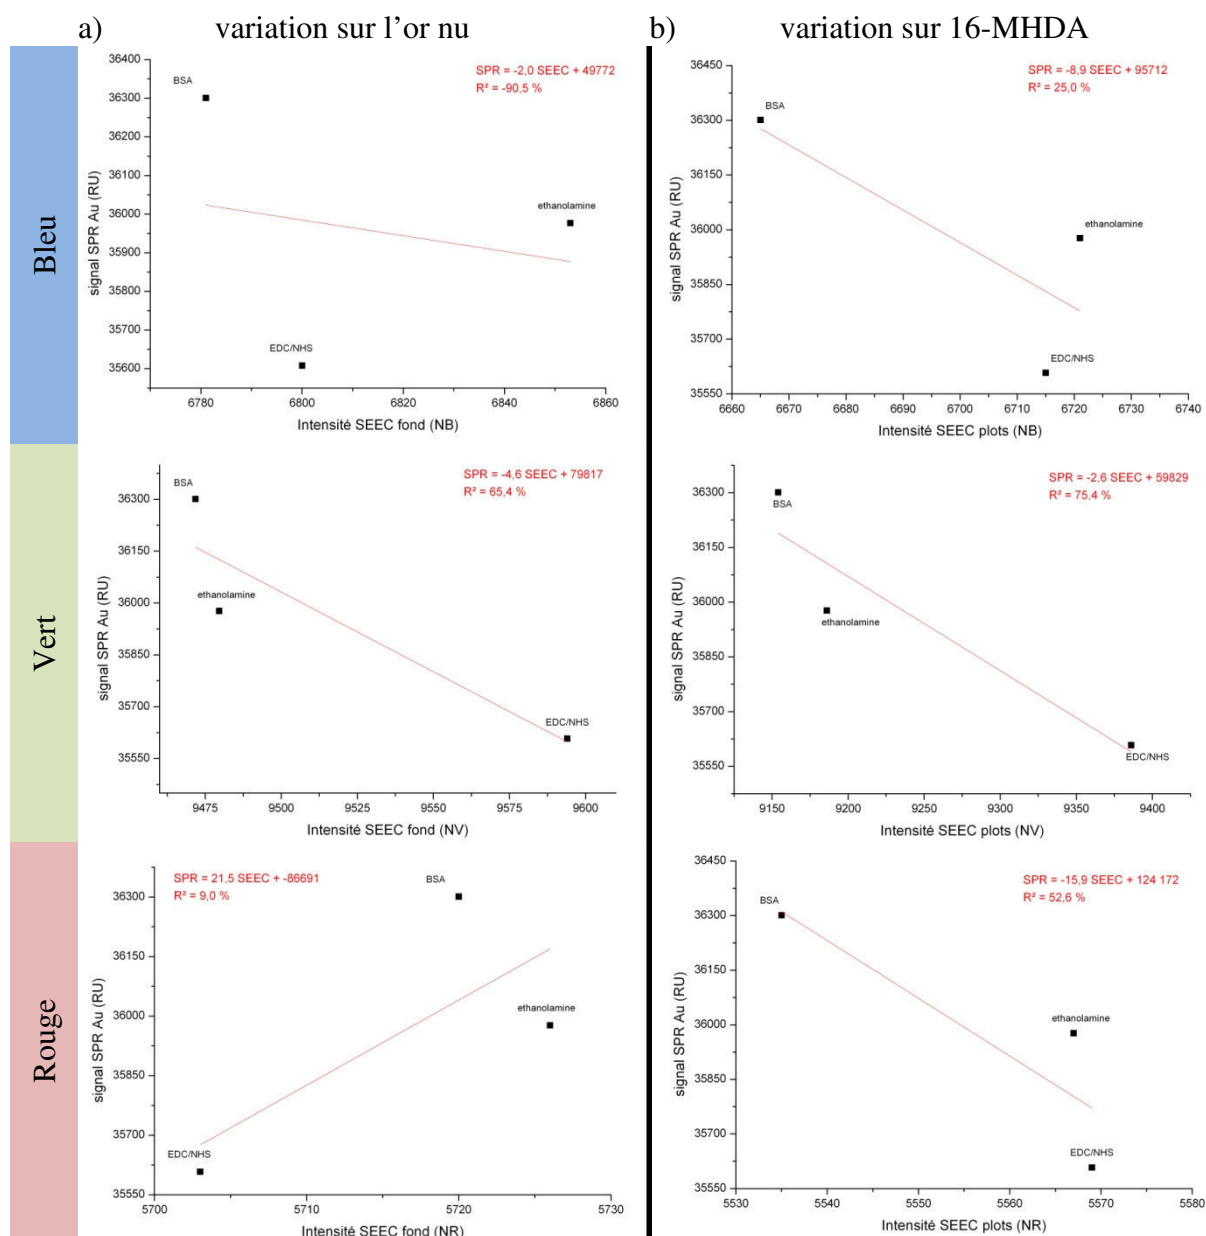 a) variation sur l’or nu
b) variation sur 16-MHDA
Bleu
36400
36300
36200
36100
36000
35900
35800
35700
35600
signal SPR Au (RU)
BSA
SPR = -2,0 SEEC + 49772
R² = -90,5 %
ethanolamine
EDC/NHS
6780 6800 6820 6840 6860
Intensité SEEC fond (NB)
36450
36300
36150
36000
35850
35700
35550
signal SPR Au (RU)
SPR = -8,9 SEEC + 95712
R² = 25,0 %
BSA
ethanolamine
EDC/NHS
6660 6670 6680 6690 6700 6710 6720 6730 6740
Intensité SEEC plots (NB)
Vert
36300
36150
36000
35850
35700
35550
signal SPR Au (RU)
SPR = -4,6 SEEC + 79817
R² = 65,4 %
BSA
ethanolamine
EDC/NHS
9475 9500 9525 9550 9575 9600
Intensité SEEC fond (NV)
36300
36150
36000
35850
35700
35550
signal SPR Au (RU)
SPR = -2,6 SEEC + 59829
R² = 75,4 %
BSA
ethanolamine
EDC/NHS
9150 9200 9250 9300 9350 9400
Intensité SEEC plots (NV)
Rouge
36300
36150
36000
35850
35700
35550
signal SPR Au (RU)
SPR = 21,5 SEEC + -86691
R² = 9,0 %
BSA
ethanolamine
EDC/NHS
5700 5710 5720 5730
Intensité SEEC fond (NR)
36450
36300
36150
36000
35850
35700
35550
signal SPR Au (RU)
SPR = -15,9 SEEC + 124 172
R² = 52,6 %
BSA
ethanolamine
EDC/NHS
5530 5540 5550 5560 5570 5580
Intensité SEEC plots (NR)